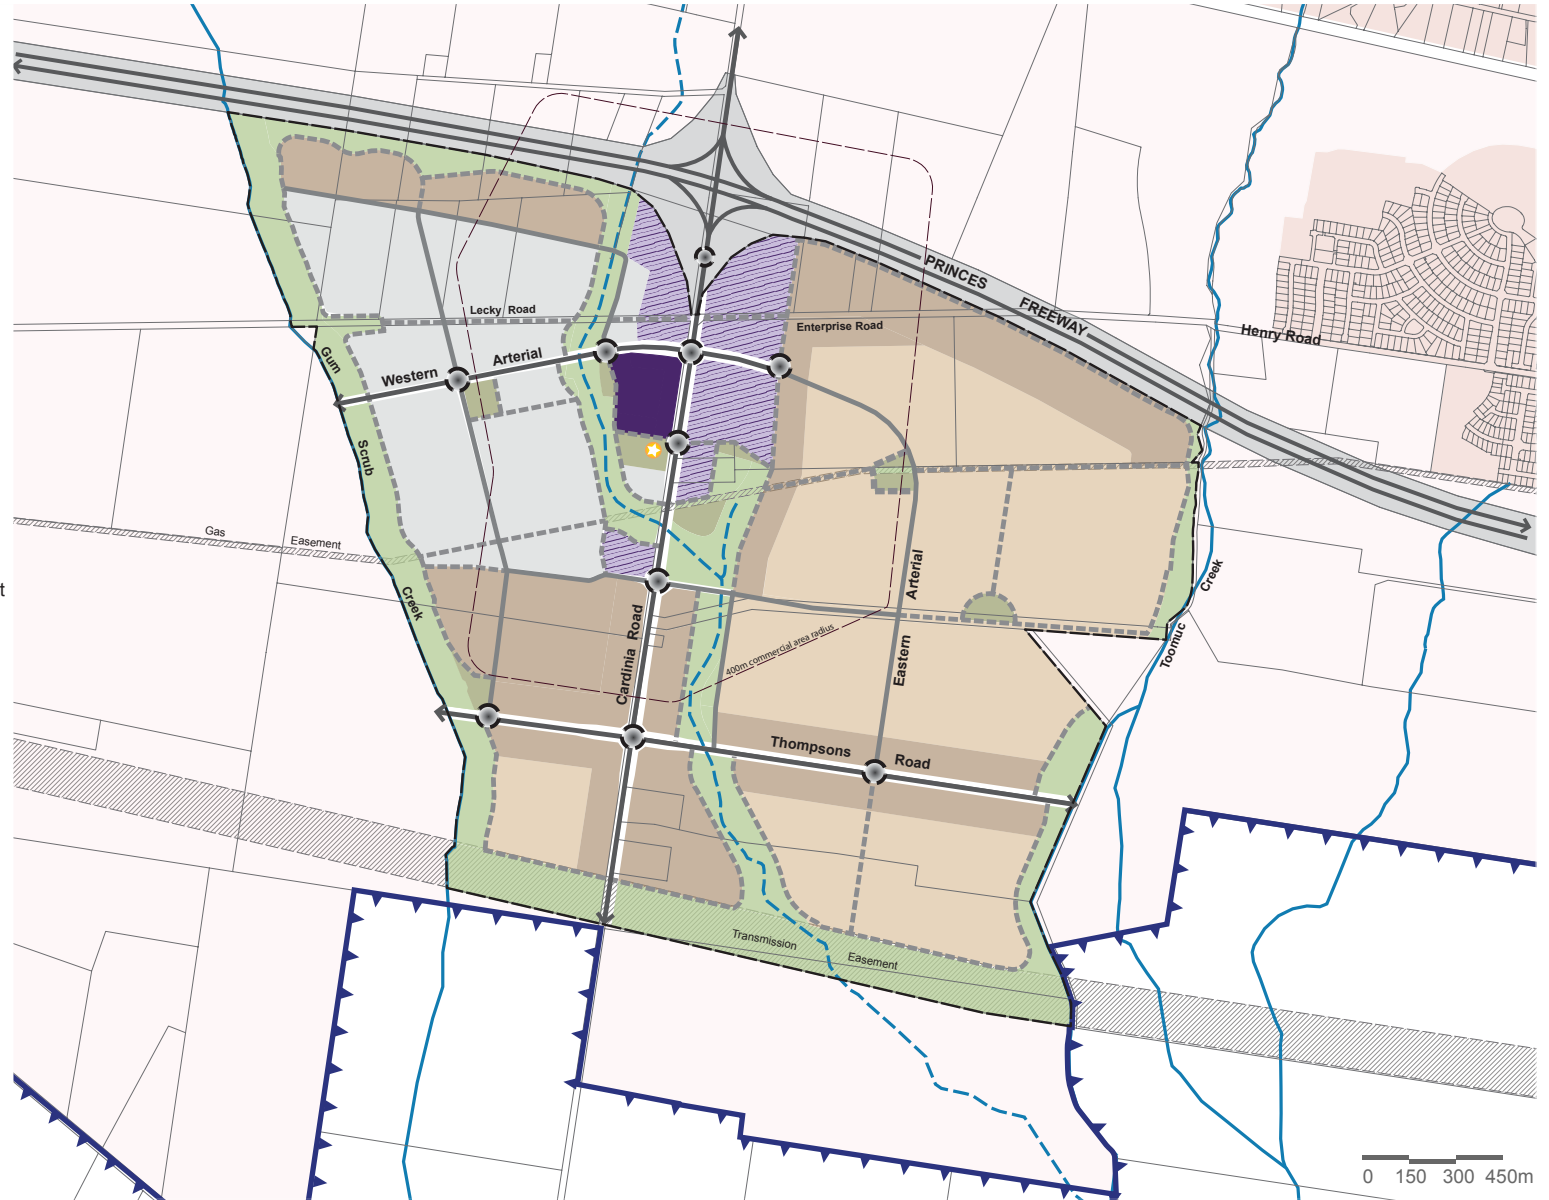 PRINCES
FREEWAY
Lecky Road
Enterprise Road
Henry Road
Western
Arterial
Gum
Scrub
Creek
Gas
Easement
t
Arterial
Eastern
Creek
Toomuc
Cardinia Road
400m commercial area radius
Thompsons
Road
Transmission
Easement
0 150 300 450m